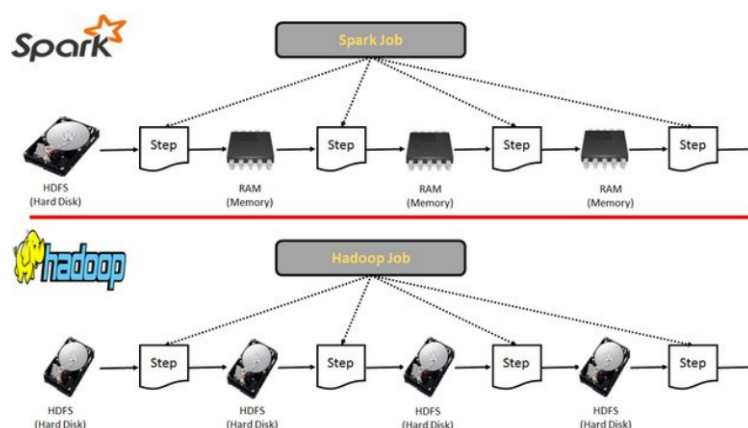 Spark
Spark Job
Step
Step
Step
Step
HDFS
(Hard Disk)
RAM
(Memory)
RAM
(Memory)
RAM
(Memory)
hadoop
Hadoop Job
Step
Step
Step
Step
HDFS
(Hard Disk)
HDFS
(Hard Disk)
HDFS
(Hard Disk)
HDFS
(Hard Disk)